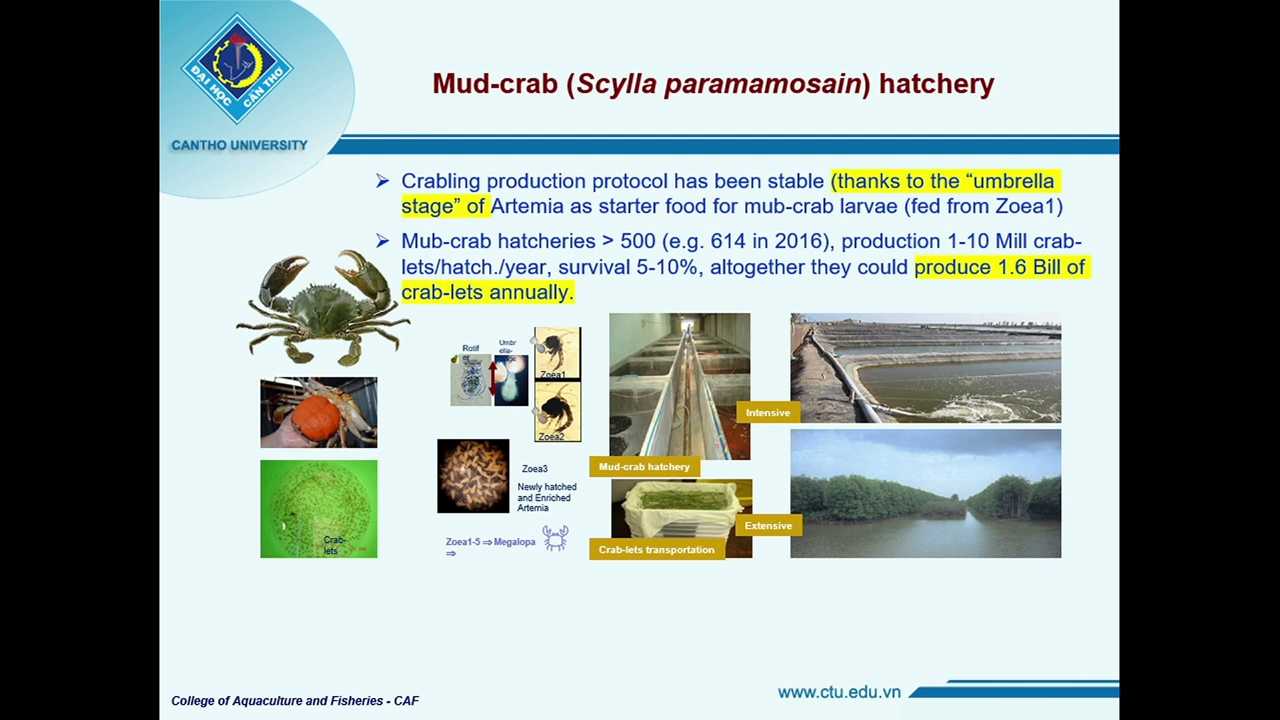 ĐẠI HỌC CẦN THƠ
CANTHO UNIVERSITY
Mud-crab (Scylla paramamosain) hatchery
Crabling production protocol has been stable (thanks to the “umbrella
stage” of Artemia as starter food for mub-crab larvae (fed from Zoea1)
Mub-crab hatcheries > 500 (e.g. 614 in 2016), production 1-10 Mill crab-
lets/hatch./year, survival 5-10%, altogether they could produce 1.6 Bill of
crab-lets annually.
Rotif
er
Umbr
ella-
Zoea1
Zoea2
Zoea3
Newly hatched
and Enriched
Artemia
Zoea1-5 ⇒ Megalopa
⇒
Crab-
lets
Mud-crab hatchery
Crab-lets transportation
Intensive
Extensive
College of Aquaculture and Fisheries - CAF
www.ctu.edu.vn